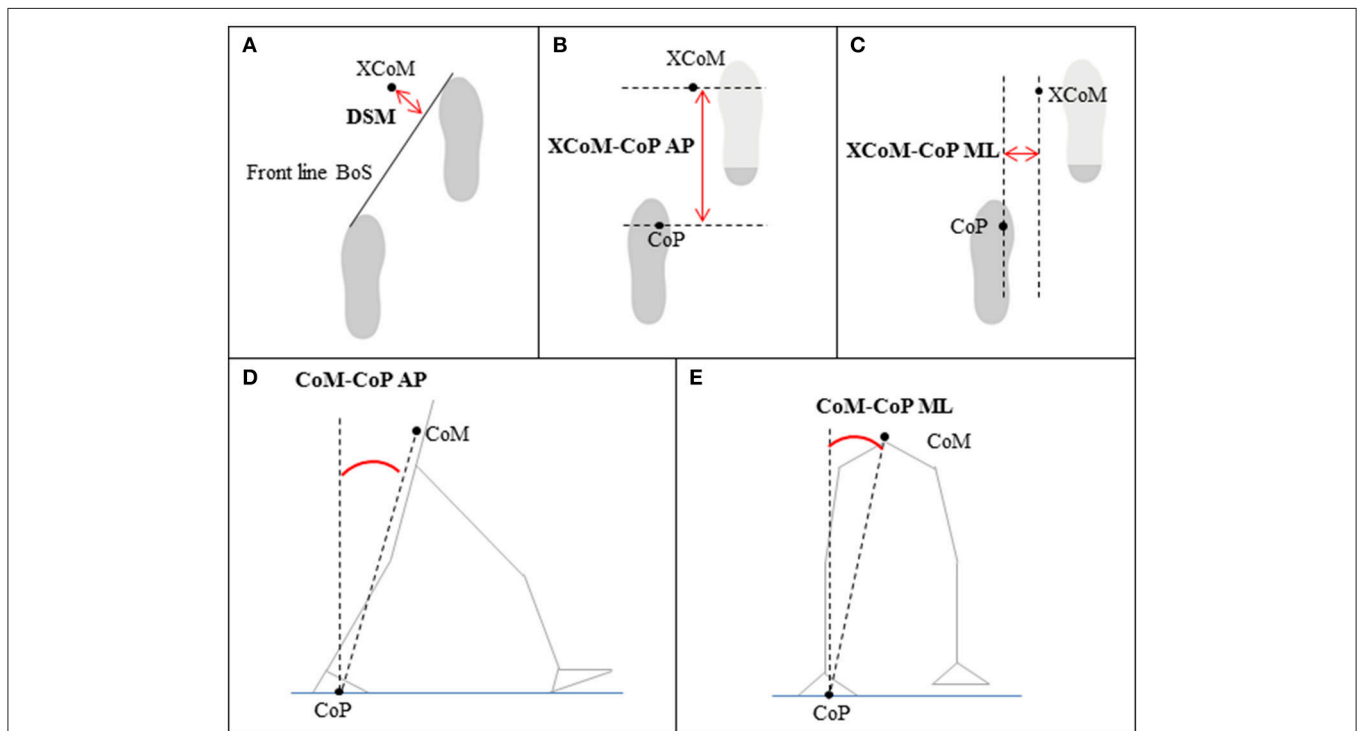 A
XCoM
DSM
Front line BoS
B
XCoM
XCoM-CoP AP
CoP
C
XCoM
XCoM-CoP ML
CoP
D
CoM-CoP AP
CoM
CoP
E
CoM-CoP ML
CoM
CoP